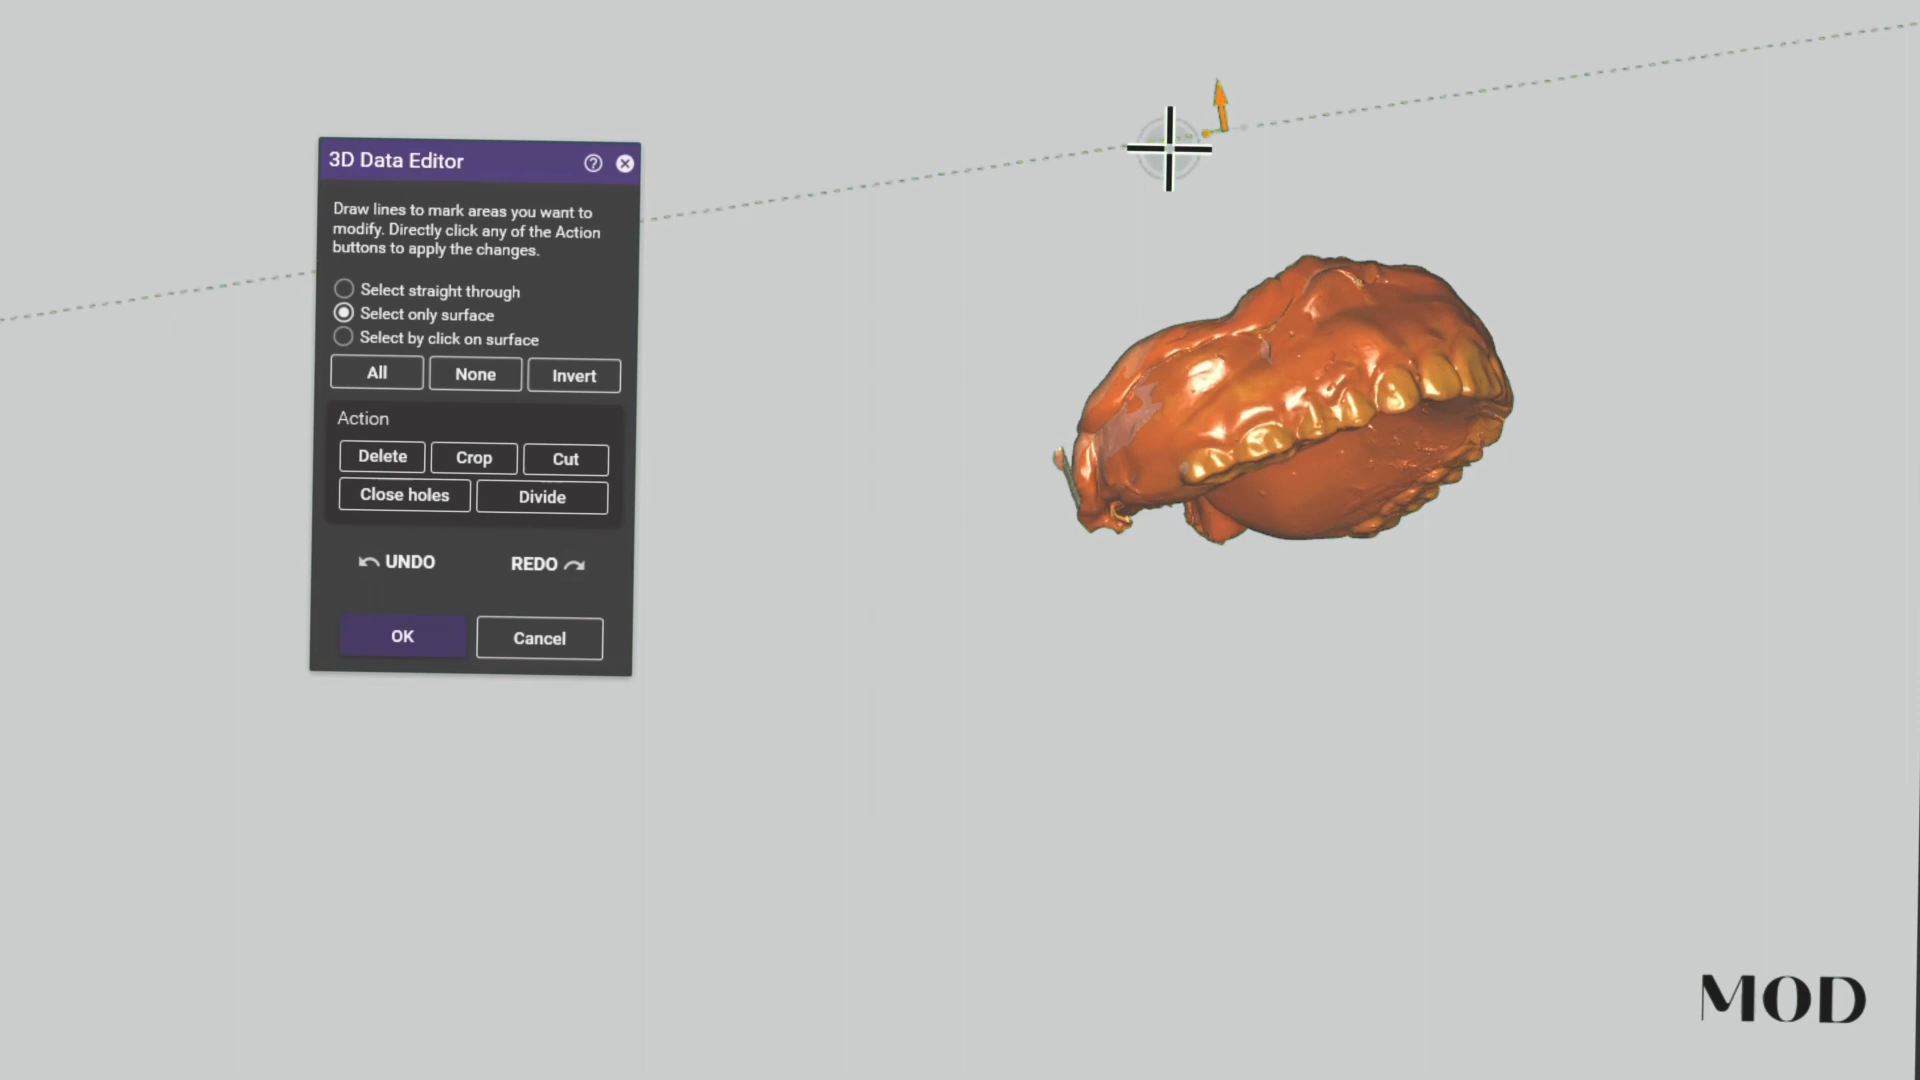 3D Data Editor
Draw lines to mark areas you want to
modify. Directly click any of the Action
buttons to apply the changes.
Select straight through
Select only surface
Select by click on surface
All None Invert
Action
Delete Crop Cut
Close holes Divide
UNDO REDO
OK Cancel
MOD